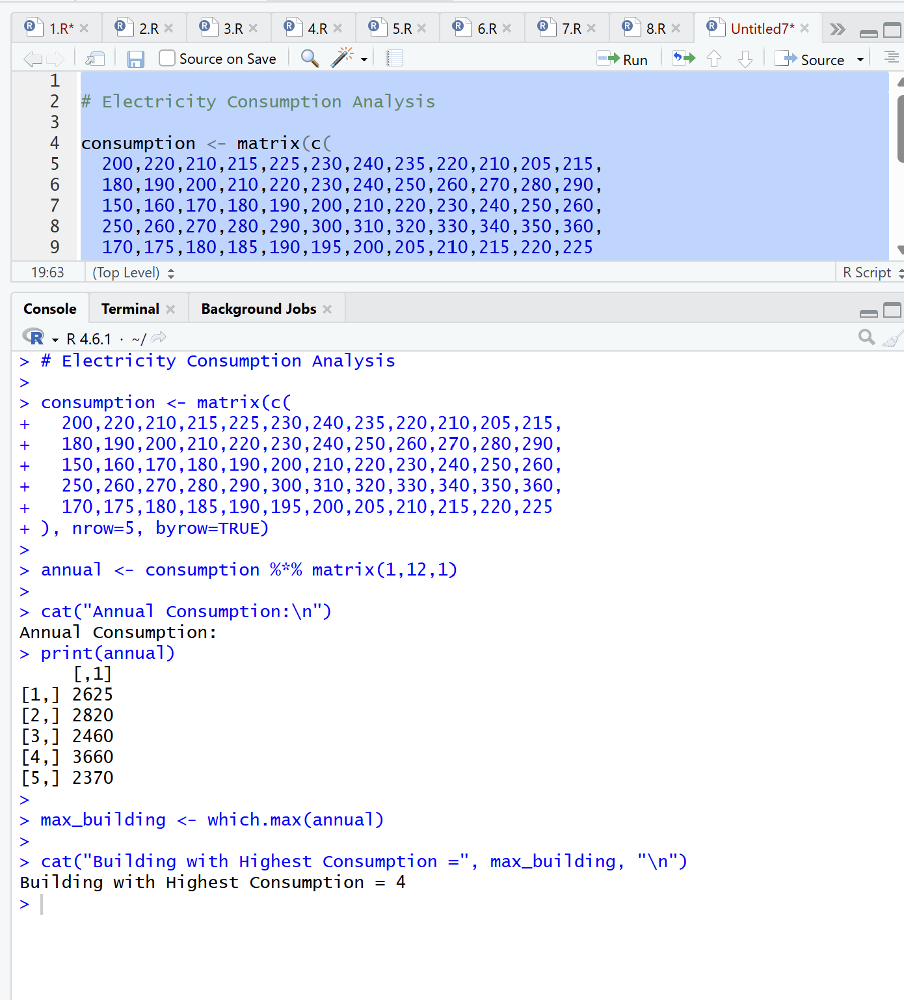 1.R* 2.R 3.R 4.R 5.R 6.R 7.R 8.R Untitled7*
Source on Save Run Source
1
2 # Electricity Consumption Analysis
3
4 consumption <- matrix(c(
5 200,220,210,215,225,230,240,235,220,210,205,215,
6 180,190,200,210,220,230,240,250,260,270,280,290,
7 150,160,170,180,190,200,210,220,230,240,250,260,
8 250,260,270,280,290,300,310,320,330,340,350,360,
9 170,175,180,185,190,195,200,205,210,215,220,225
19:63 (Top Level) R Script
Console Terminal Background Jobs
R R 4.6.1 · ~/
> # Electricity Consumption Analysis
>
> consumption <- matrix(c(
+   200,220,210,215,225,230,240,235,220,210,205,215,
+   180,190,200,210,220,230,240,250,260,270,280,290,
+   150,160,170,180,190,200,210,220,230,240,250,260,
+   250,260,270,280,290,300,310,320,330,340,350,360,
+   170,175,180,185,190,195,200,205,210,215,220,225
+ ), nrow=5, byrow=TRUE)
>
> annual <- consumption %*% matrix(1,12,1)
>
> cat("Annual Consumption:\n")
Annual Consumption:
> print(annual)
     [,1]
[1,] 2625
[2,] 2820
[3,] 2460
[4,] 3660
[5,] 2370
>
> max_building <- which.max(annual)
>
> cat("Building with Highest Consumption =", max_building, "\n")
Building with Highest Consumption = 4
>